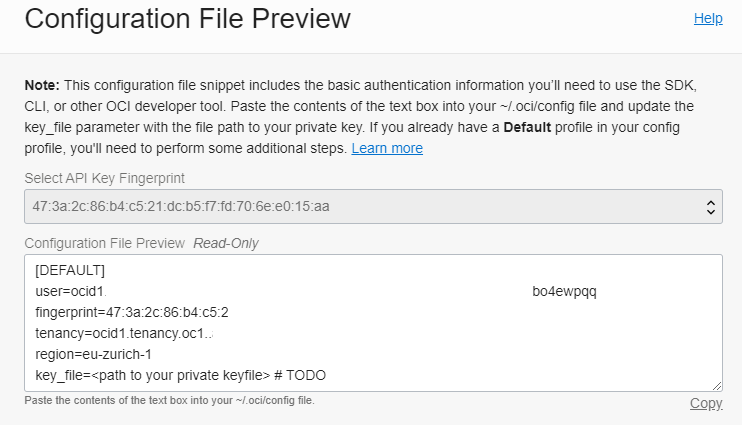 Configuration File Preview
Help
Note: This configuration file snippet includes the basic authentication information you'll need to use the SDK,
CLI, or other OCI developer tool. Paste the contents of the text box into your ~/.oci/config file and update the
key_file parameter with the file path to your private key. If you already have a Default profile in your config
profile, you'll need to perform some additional steps. Learn more
Select API Key Fingerprint
47:3a:2c:86:b4:c5:21:dc:b5:f7:fd:70:6e:e0:15:aa
Configuration File Preview Read-Only
[DEFAULT]
user=ocid1. bo4ewpqq
fingerprint=47:3a:2c:86:b4:c5:2
tenancy=ocid1.tenancy.oc1..
region=eu-zurich-1
key_file=<path to your private keyfile> # TODO
Paste the contents of the text box into your ~/.oci/config file.
Copy